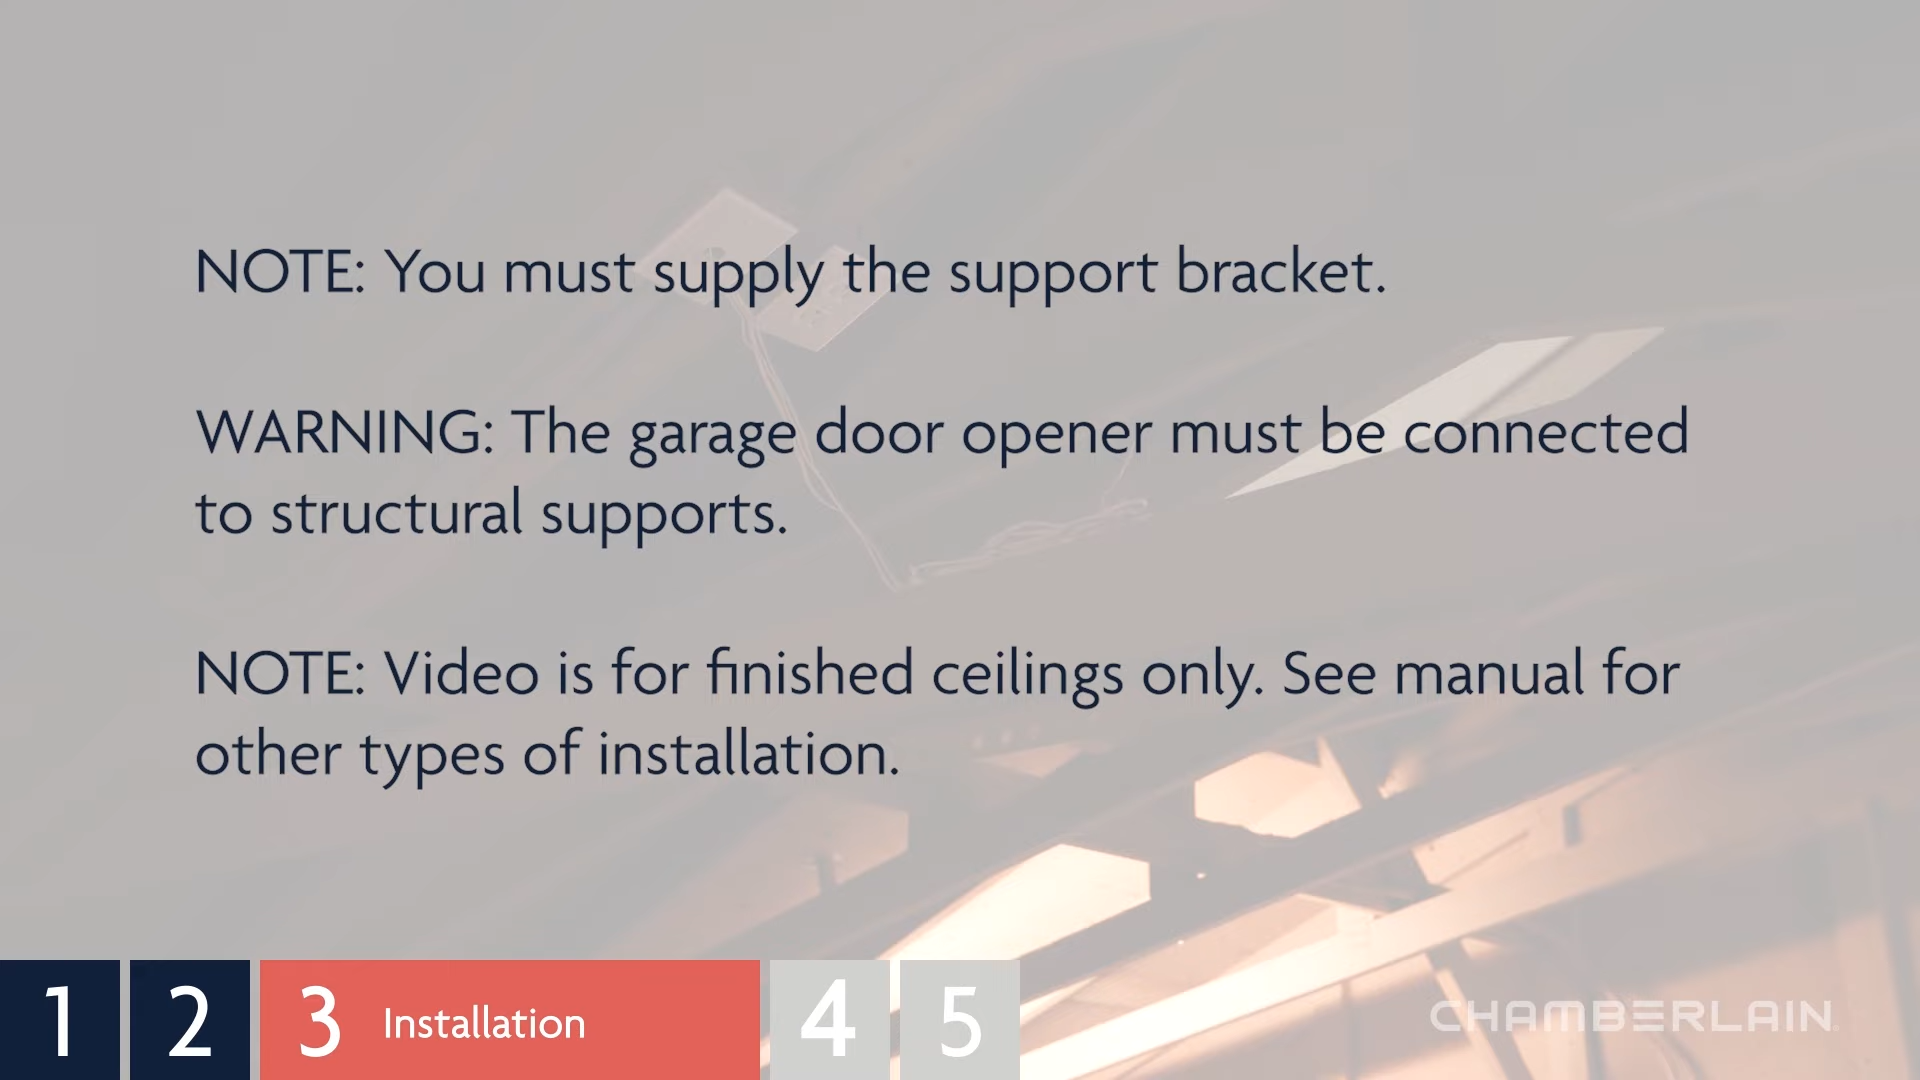 NOTE: You must supply the support bracket.
WARNING: The garage door opener must be connected
to structural supports.
NOTE: Video is for finished ceilings only. See manual for
other types of installation.
1 2 3 Installation 4 5
CHAMBERLAIN